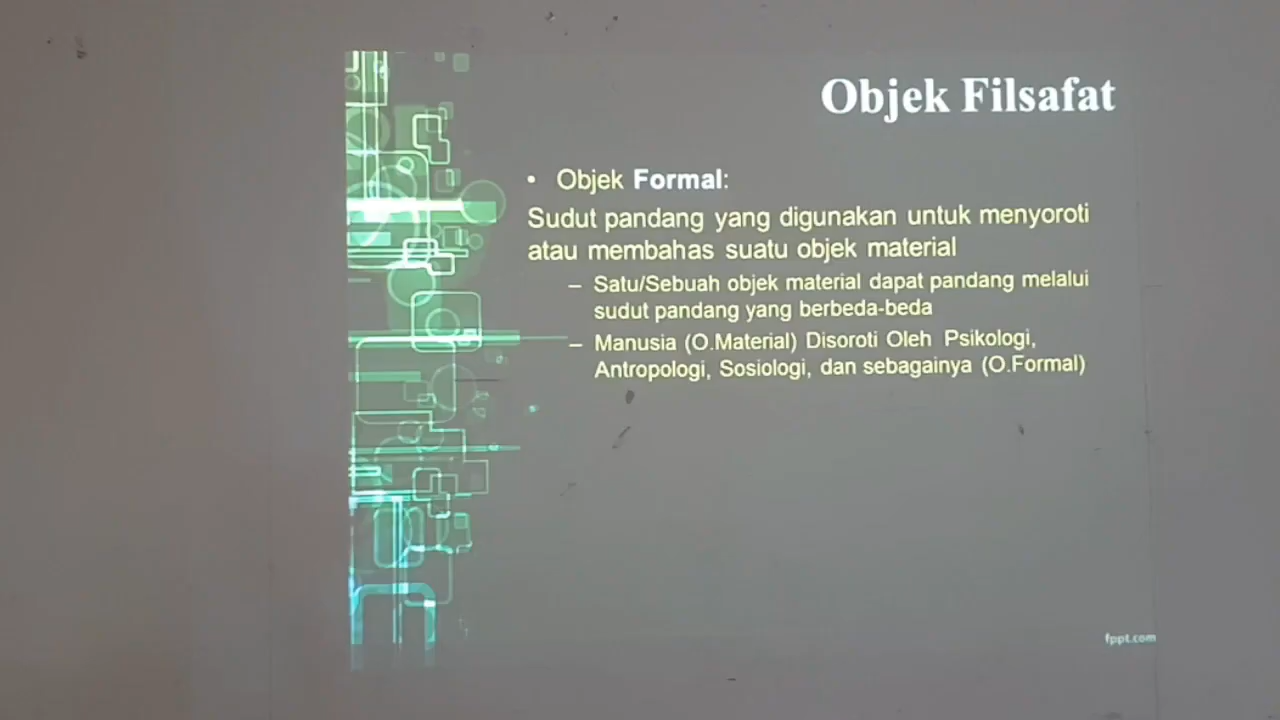 Objek Filsafat
• Objek Formal:
Sudut pandang yang digunakan untuk menyoroti
atau membahas suatu objek material
– Satu/Sebuah objek material dapat pandang melalui
sudut pandang yang berbeda-beda
– Manusia (O.Material) Disoroti Oleh Psikologi,
Antropologi, Sosiologi, dan sebagainya (O.Formal)
fppt.com